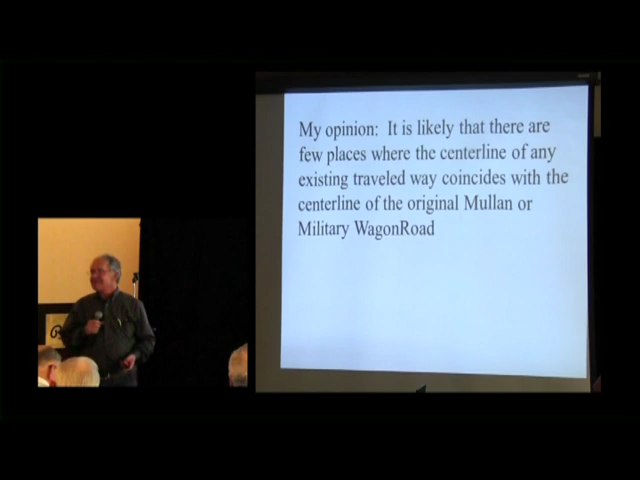 My opinion: It is likely that there are
few places where the centerline of any
existing traveled way coincides with the
centerline of the original Mullan or
Military WagonRoad